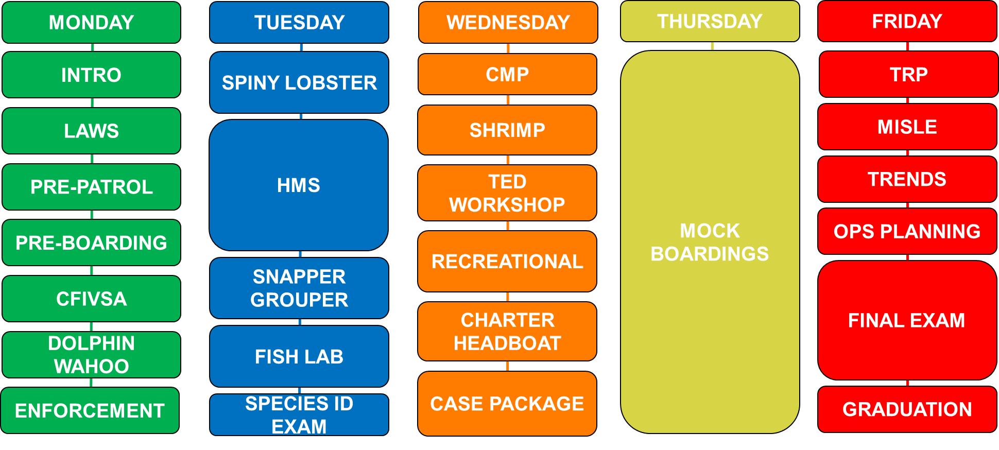 MONDAY
INTRO
LAWS
PRE-PATROL
PRE-BOARDING
CFIVSA
DOLPHIN
WAHOO
ENFORCEMENT
TUESDAY
SPINY LOBSTER
HMS
SNAPPER
GROUPER
FISH LAB
SPECIES ID
EXAM
WEDNESDAY
CMP
SHRIMP
TED
WORKSHOP
RECREATIONAL
CHARTER
HEADBOAT
CASE PACKAGE
THURSDAY
MOCK
BOARDINGS
FRIDAY
TRP
MISLE
TRENDS
OPS PLANNING
FINAL EXAM
GRADUATION